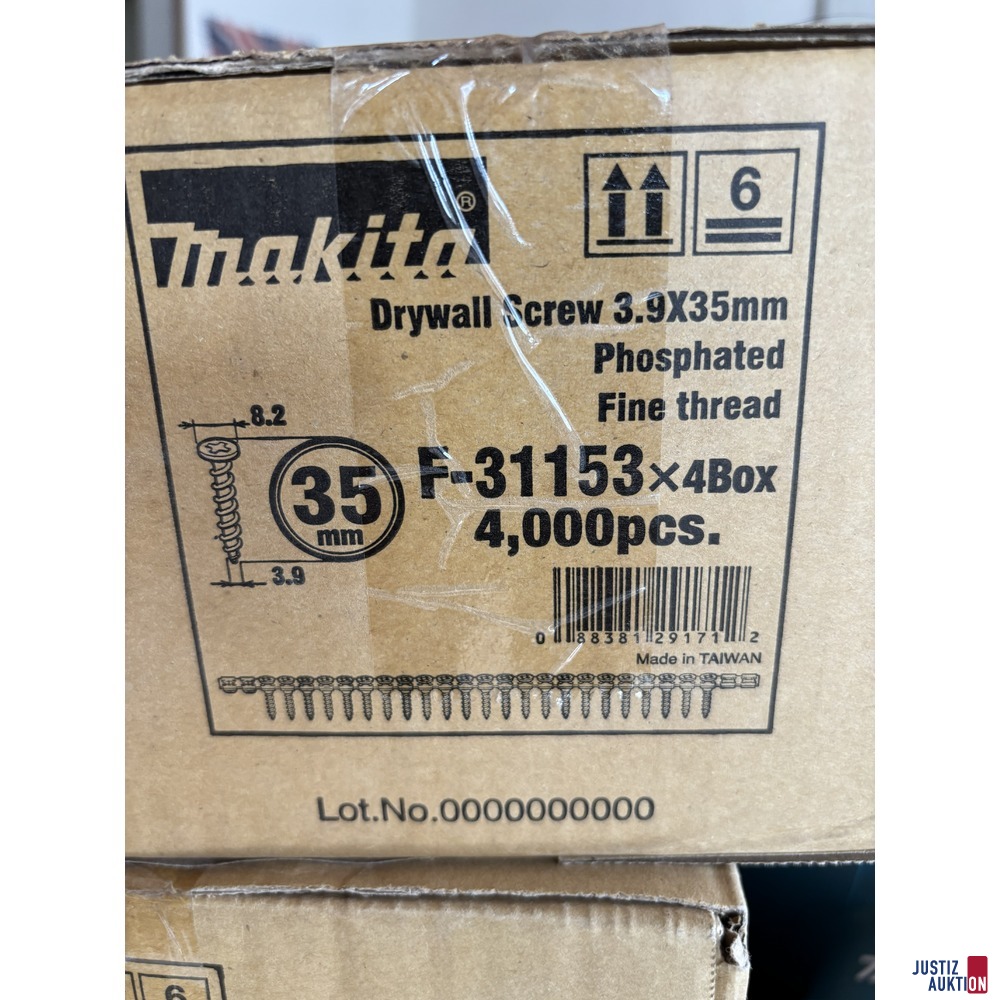 makita®
6
Drywall Screw 3.9X35mm
Phosphated
Fine thread
8.2
35
mm
3.9
F-31153×4Box
4,000pcs.
0 88381 29171 2
Made in TAIWAN
Lot.No.0000000000
6
JUSTIZ
AUKTION